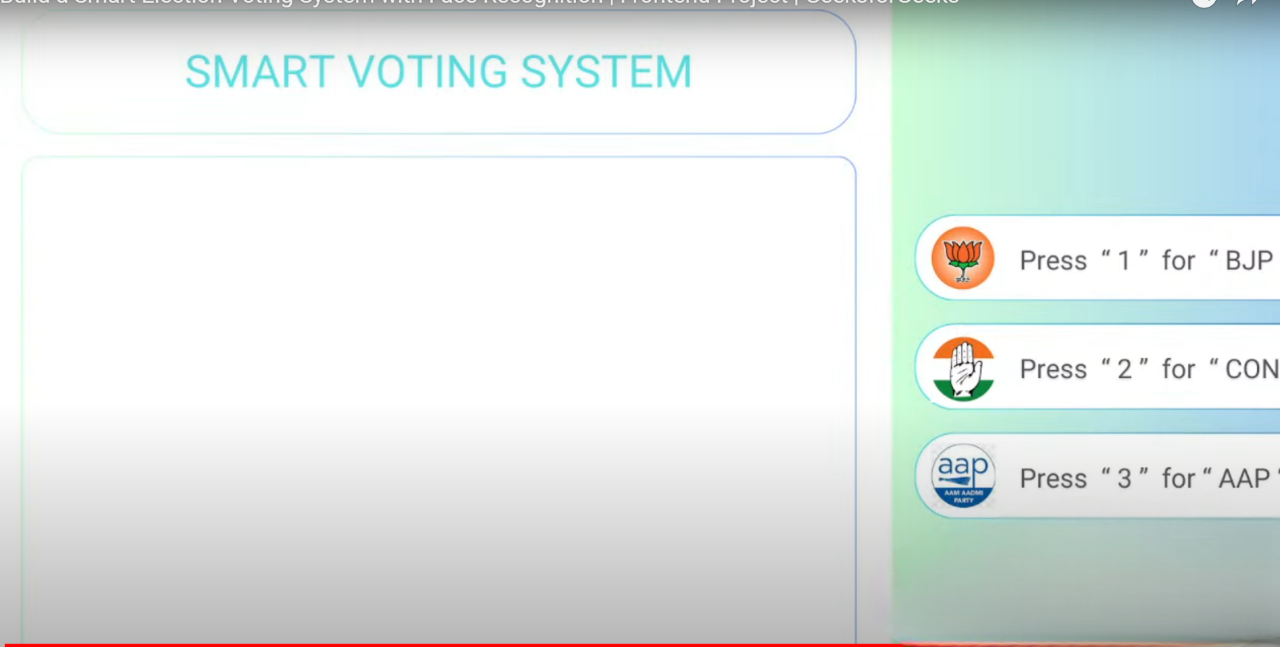 Build a Smart Election Voting System with Face Recognition | Frontend Project | GeeksforGeeks
SMART VOTING SYSTEM
Press “ 1 ” for “ BJP
Press “ 2 ” for “ CON
Press “ 3 ” for “ AAP “
aap
AAM AADMI
PARTY